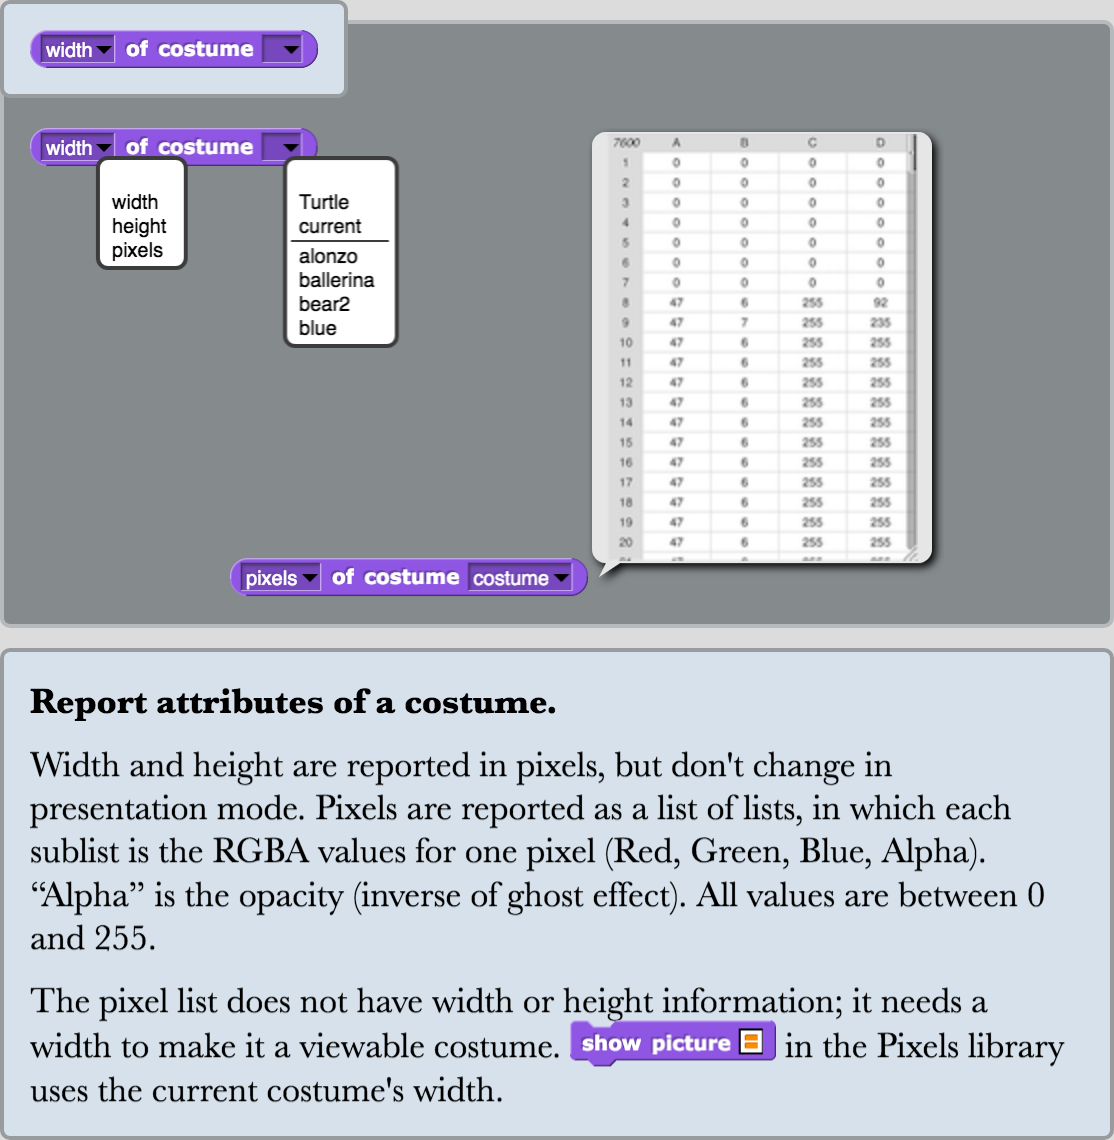 width of costume
width of costume
width
height
pixels
Turtle
current
alonzo
ballerina
bear2
blue
7600 A B C D
1 0 0 0 0
2 0 0 0 0
3 0 0 0 0
4 0 0 0 0
5 0 0 0 0
6 0 0 0 0
7 0 0 0 0
8 47 6 255 92
9 47 7 255 235
10 47 6 255 255
11 47 6 255 255
12 47 6 255 255
13 47 6 255 255
14 47 6 255 255
15 47 6 255 255
16 47 6 255 255
17 47 6 255 255
18 47 6 255 255
19 47 6 255 255
20 47 6 255 255
pixels of costume costume
Report attributes of a costume.
Width and height are reported in pixels, but don't change in
presentation mode. Pixels are reported as a list of lists, in which each
sublist is the RGBA values for one pixel (Red, Green, Blue, Alpha).
“Alpha” is the opacity (inverse of ghost effect). All values are between 0
and 255.
The pixel list does not have width or height information; it needs a
width to make it a viewable costume. show picture in the Pixels library
uses the current costume's width.